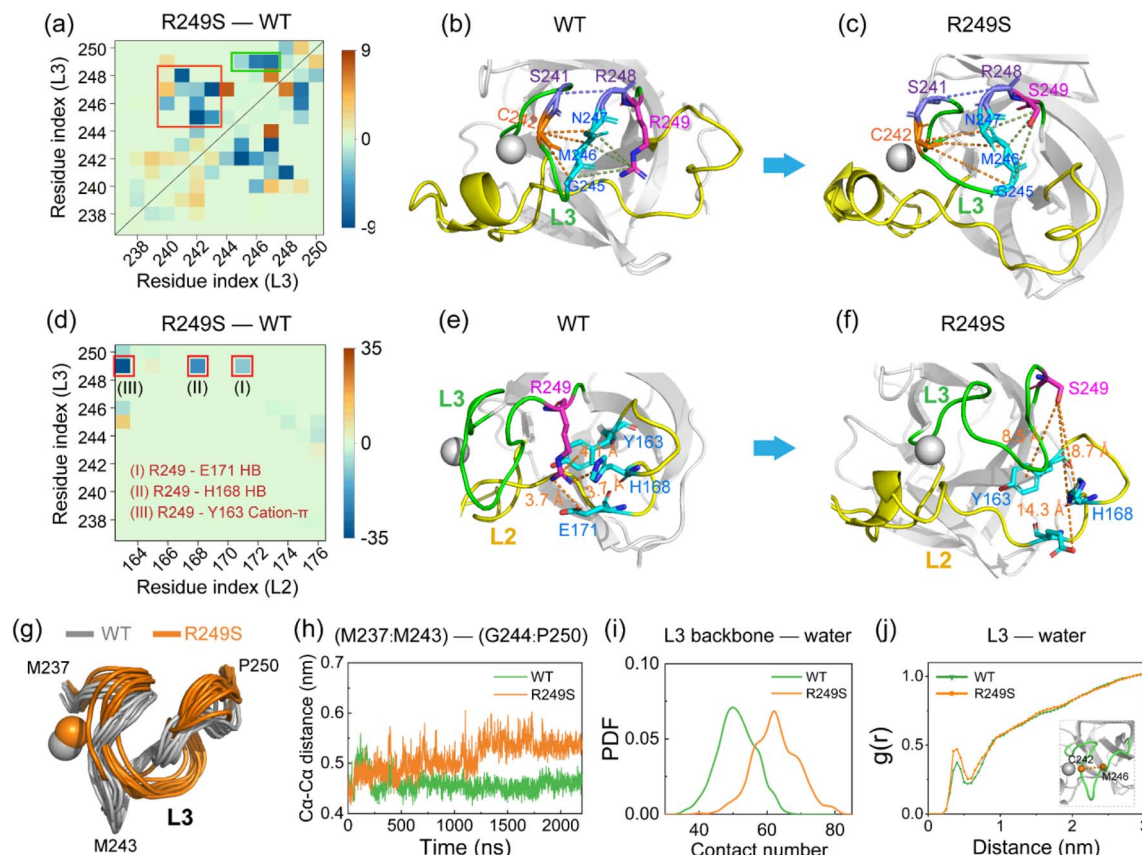 (a) R249S — WT
250
248
246
244
242
240
238
Residue index (L3)
238 240 242 244 246 248 250
Residue index (L3)
9
0
-9
(b) WT
S241 R248
C242 N247 R249
M246
G245
L3
(c) R249S
S241 R248 S249
N247
C242
M246
G245
L3
(d) R249S — WT
250
248
246
244
242
240
238
Residue index (L3)
(III) (II) (I)
(I) R249 - E171 HB
(II) R249 - H168 HB
(III) R249 - Y163 Cation-π
164 166 168 170 172 174 176
Residue index (L2)
35
0
-35
(e) WT
R249
L3
Y163
Å
3.7 Å 3.7 Å H168
E171
L2
(f) R249S
S249
L3
8.7 Å
Y163
14.3 Å H168
L2
(g) WT R249S
M237 P250
L3
M243
(h) (M237:M243) — (G244:P250)
Cα-Cα distance (nm)
0.7
0.6
0.5
0.4
WT
R249S
0 500 1000 1500 2000
Time (ns)
(i) L3 backbone — water
PDF
0.10
0.05
0.00
WT
R249S
40 60 80
Contact number
(j) L3 — water
g(r)
1.0
0.5
0.0
WT
R249S
C242
M246
0 1 2 3
Distance (nm)